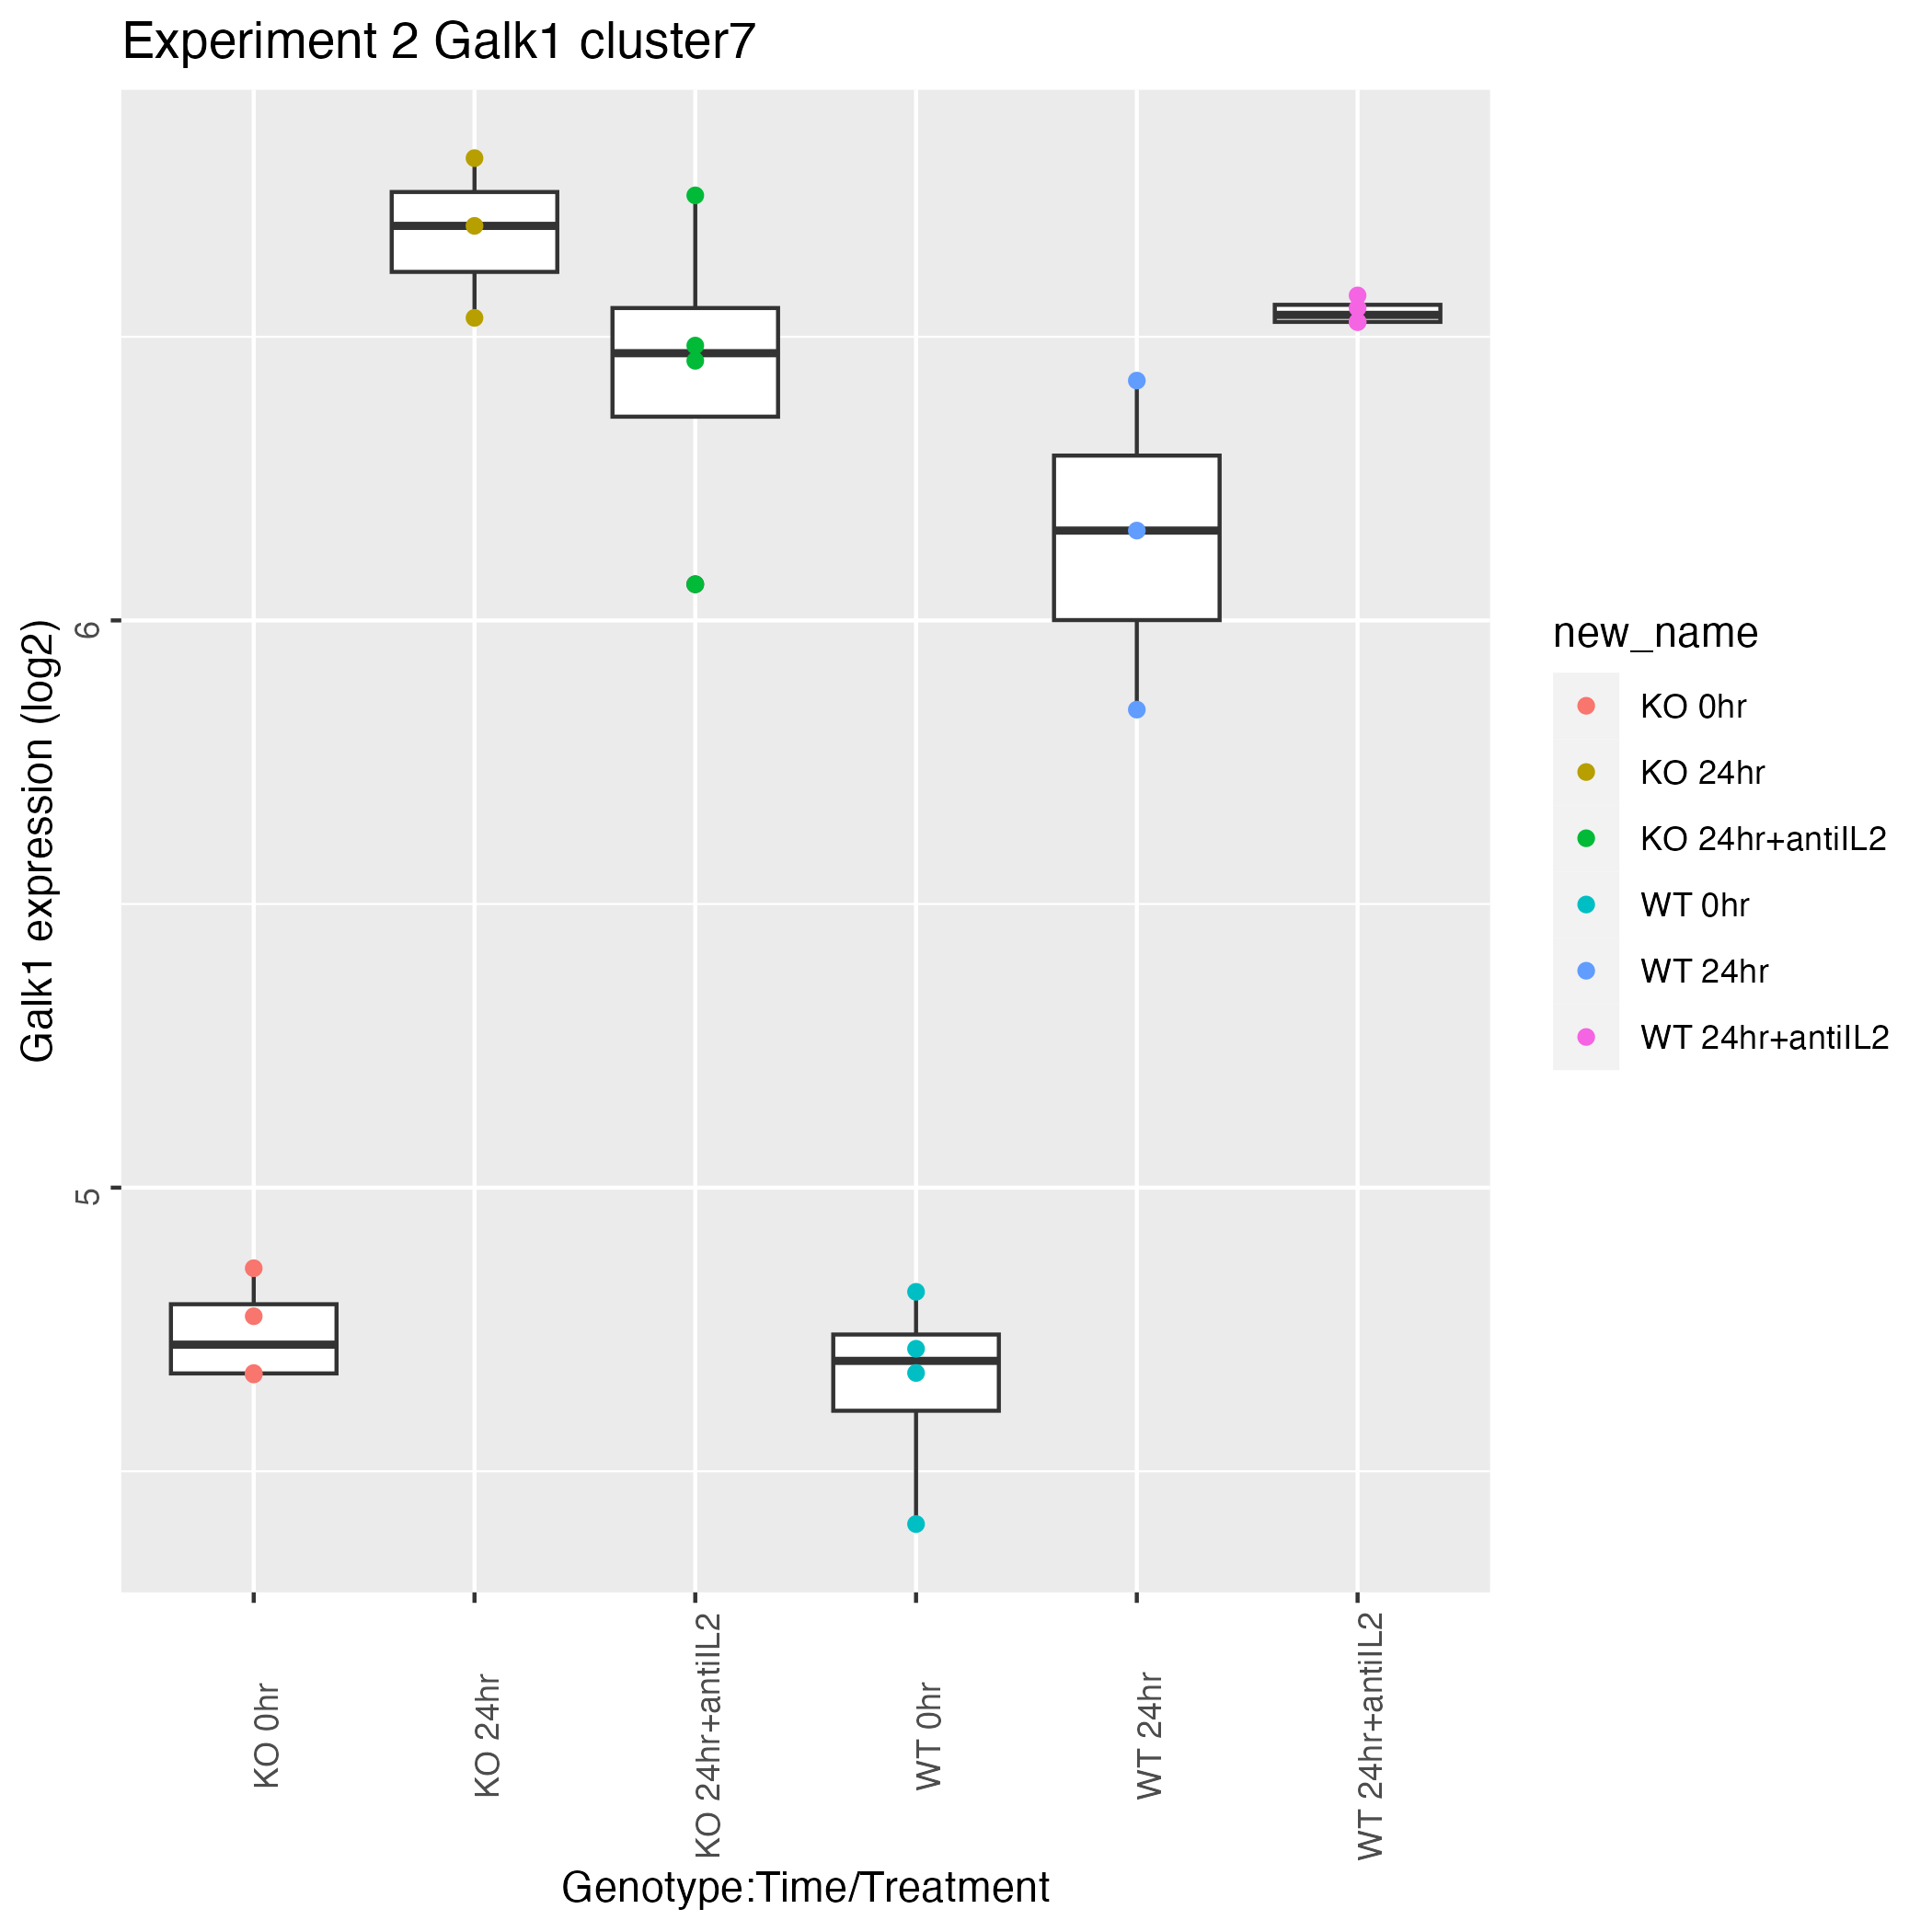 Experiment 2 Galk1 cluster7
Galk1 expression (log2)
6
5
KO 0hr
KO 24hr
KO 24hr+antiIL2
WT 0hr
WT 24hr
WT 24hr+antiIL2
Genotype:Time/Treatment
new_name
KO 0hr
KO 24hr
KO 24hr+antiIL2
WT 0hr
WT 24hr
WT 24hr+antiIL2